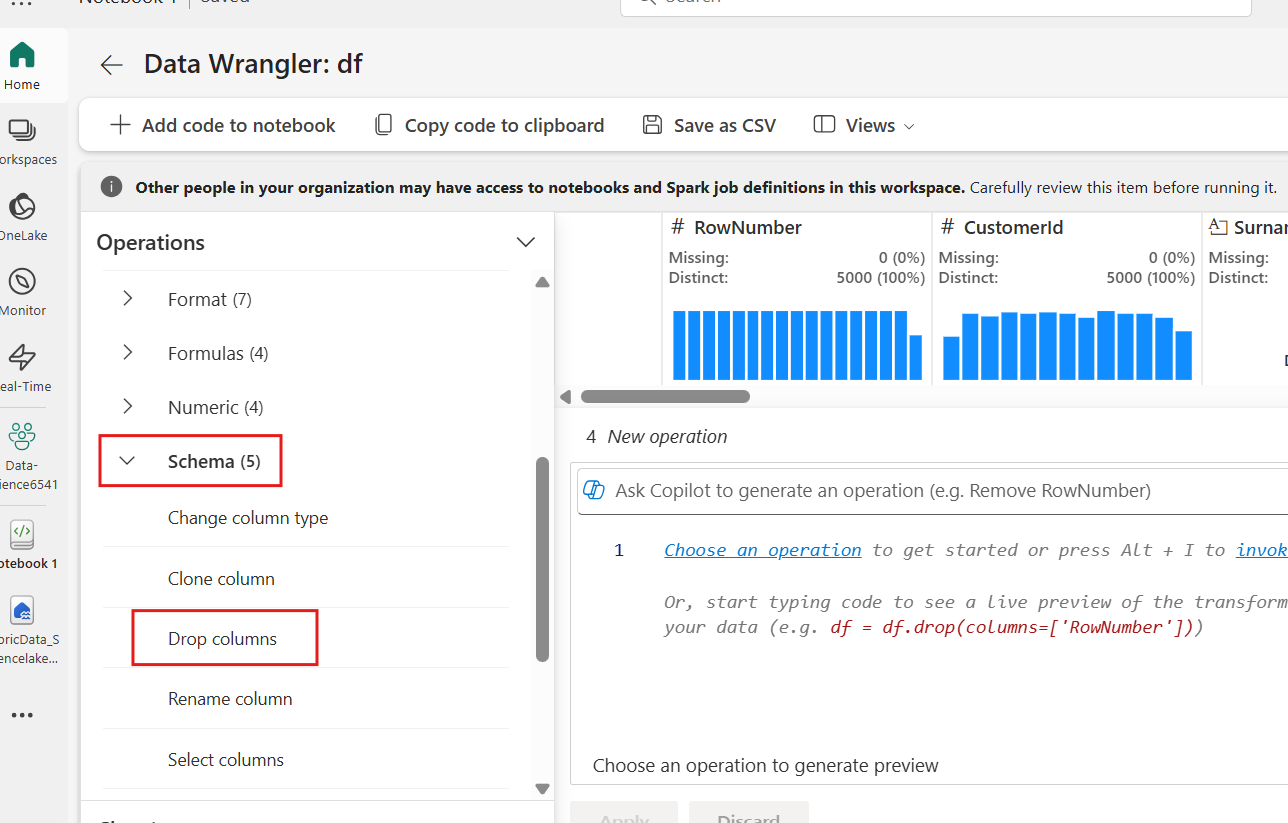 Data Wrangler: df
Home
Add code to notebook
Copy code to clipboard
Save as CSV
Views
orkspaces
Other people in your organization may have access to notebooks and Spark job definitions in this workspace. Carefully review this item before running it.
OneLake
Operations
# RowNumber
Missing: 0 (0%)
Distinct: 5000 (100%)
# CustomerId
Missing: 0 (0%)
Distinct: 5000 (100%)
Surnar
Missing:
Distinct:
Monitor
Format (7)
Formulas (4)
eal-Time
Numeric (4)
4 New operation
Schema (5)
Data-
ience6541
Ask Copilot to generate an operation (e.g. Remove RowNumber)
Change column type
1 Choose an operation to get started or press Alt + I to invok
otebook 1
Clone column
Or, start typing code to see a live preview of the transform
your data (e.g. df = df.drop(columns=['RowNumber']))
Drop columns
oricData_S
encelake...
Rename column
Select columns
Choose an operation to generate preview
Apply
Discard